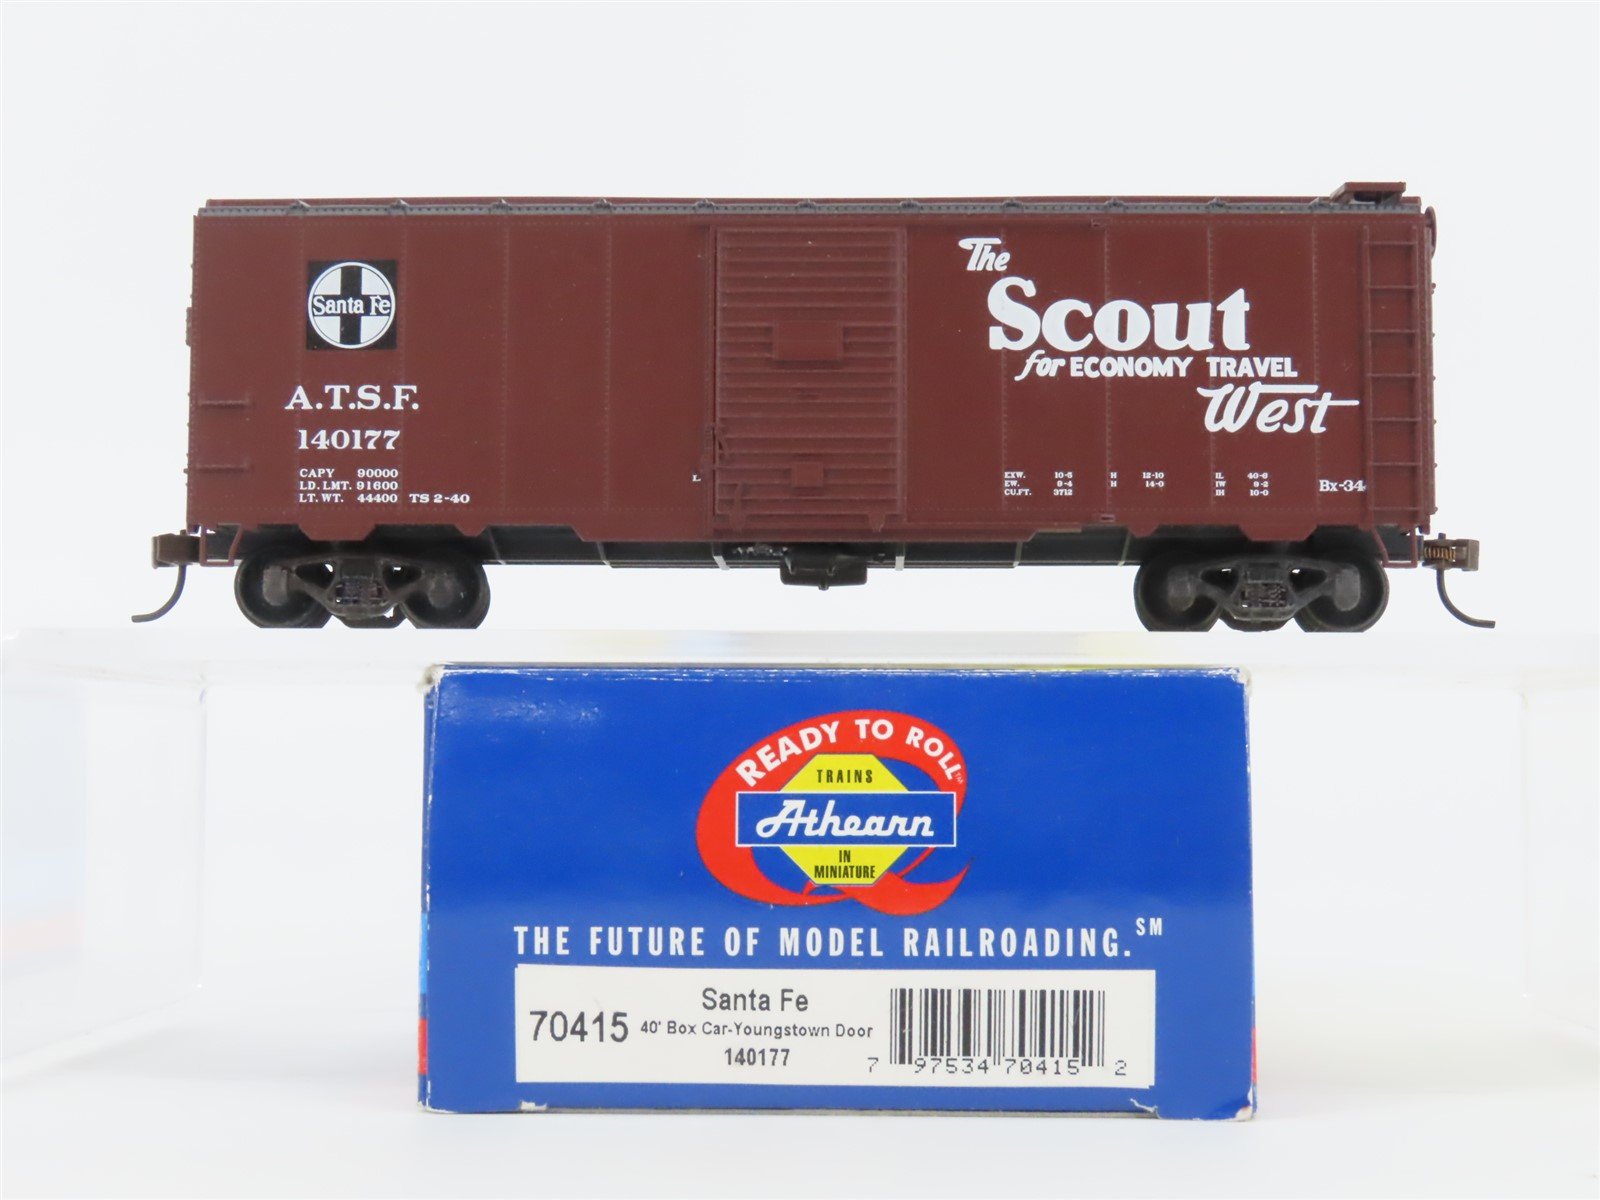 Santa Fe
A.T.S.F.
140177
CAPY 90000
LD. LMT. 91600
LT. WT. 44400 TS 2-40
L
The
Scout
for ECONOMY TRAVEL
West
EXW. 10-5 H 12-10 IL 40-6
EW. 9-4 H 14-0 IW 9-2
CU.FT. 3712 IH 10-0
Bx-34
READY TO ROLL™
TRAINS
Athearn
IN
MINIATURE
THE FUTURE OF MODEL RAILROADING.SM
Santa Fe
70415 40' Box Car-Youngstown Door
140177
7 97534 70415 2